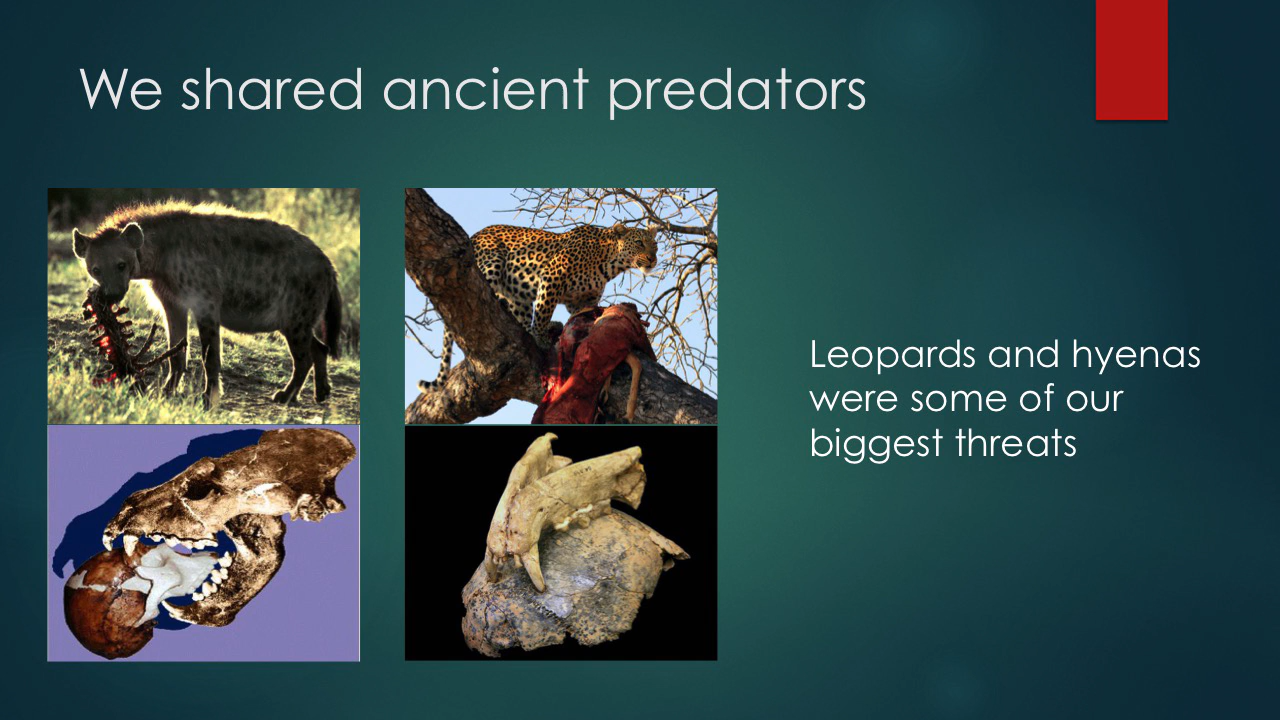 We shared ancient predators
Leopards and hyenas
were some of our
biggest threats